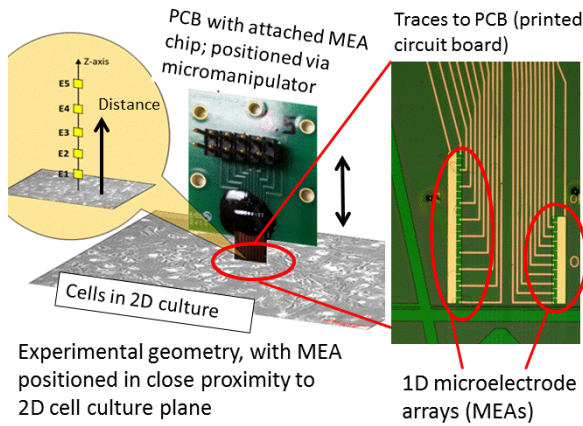 PCB with attached MEA
chip; positioned via
micromanipulator
Traces to PCB (printed
circuit board)
Z-axis
E5
E4
E3
E2
E1
Distance
Cells in 2D culture
Experimental geometry, with MEA
positioned in close proximity to
2D cell culture plane
1D microelectrode
arrays (MEAs)